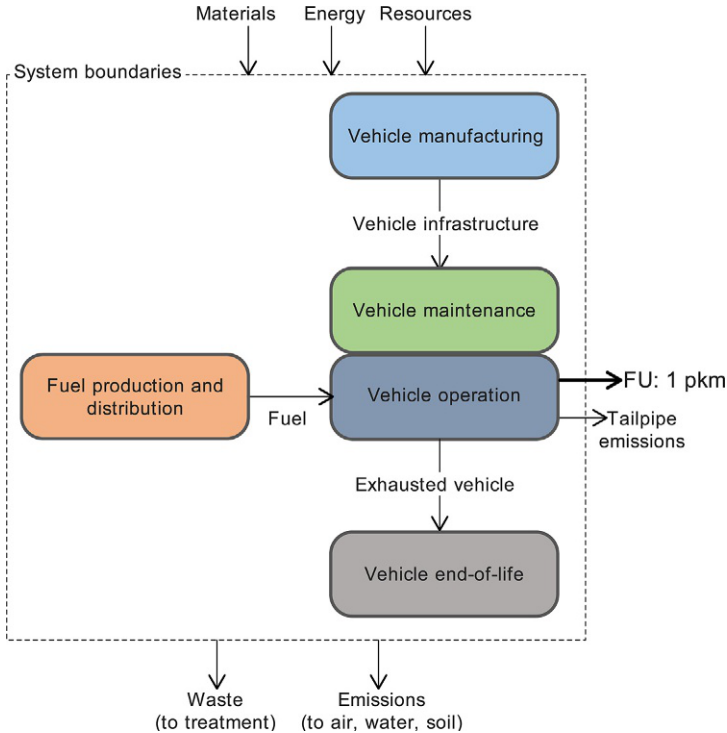 Materials
Energy
Resources
System boundaries
Vehicle manufacturing
Vehicle infrastructure
Vehicle maintenance
Fuel production and
distribution
Fuel
Vehicle operation
FU: 1 pkm
Tailpipe
emissions
Exhausted vehicle
Vehicle end-of-life
Waste
(to treatment)
Emissions
(to air, water, soil)